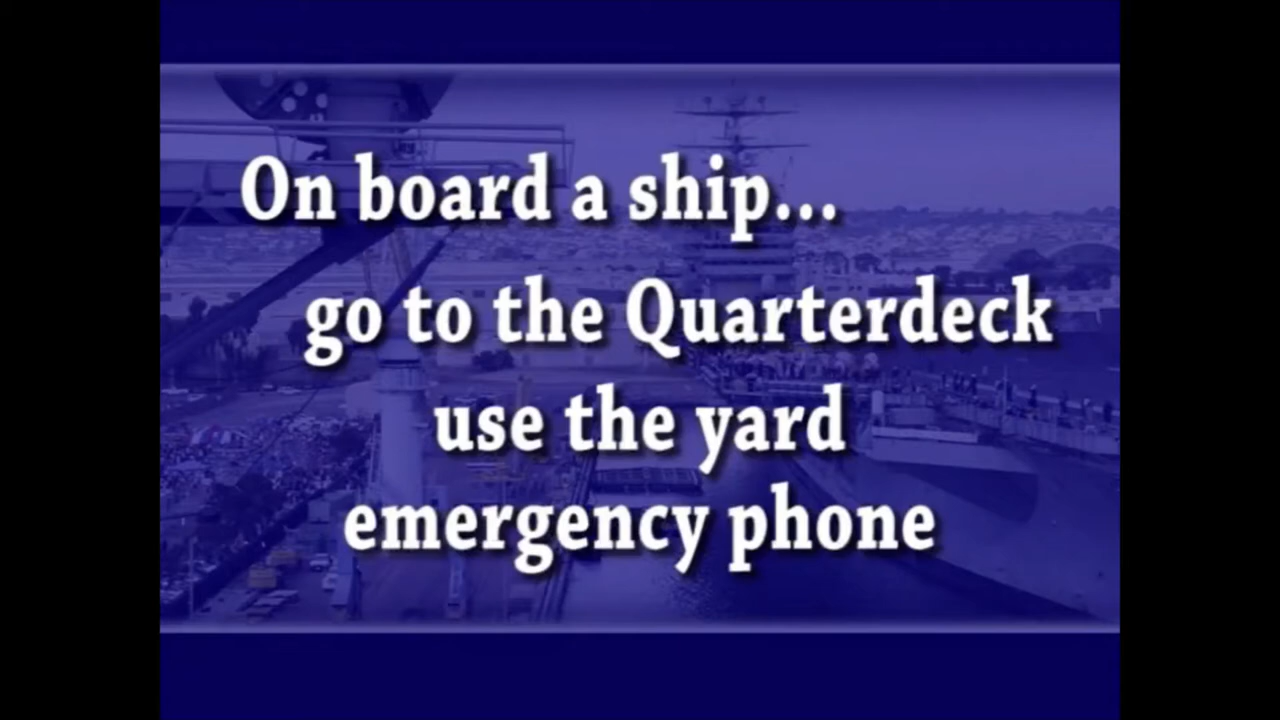 On board a ship...
go to the Quarterdeck
use the yard
emergency phone